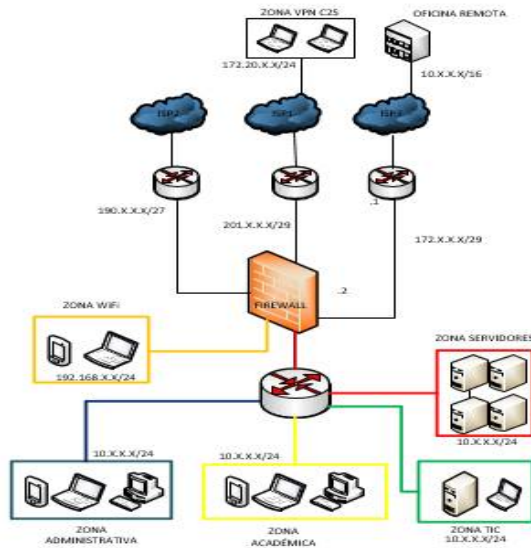 ZONA VPN C2S
OFICINA REMOTA
172.20.X.X/24
10.X.X.X/16
ISP2
ISP1
ISP3
.1
190.X.X.X/27
201.X.X.X/29
172.X.X.X/29
.2
FIREWALL
ZONA WiFi
192.168.X.X/24
ZONA SERVIDORES
10.X.X.X/24
10.X.X.X/24
10.X.X.X/24
ZONA
ADMINISTRATIVA
ZONA
ACADÉMICA
ZONA TIC
10.X.X.X/24